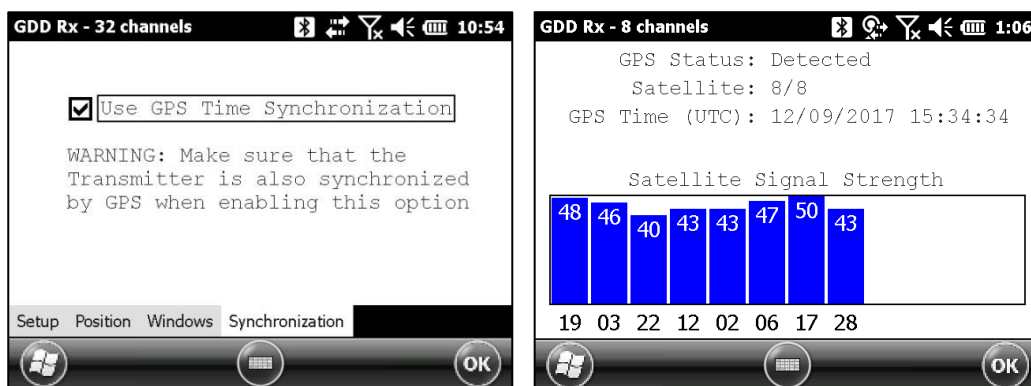 GDD Rx - 32 channels 10:54
Use GPS Time Synchronization
WARNING: Make sure that the
Transmitter is also synchronized
by GPS when enabling this option
Setup Position Windows Synchronization
OK
GDD Rx - 8 channels 1:06
GPS Status: Detected
Satellite: 8/8
GPS Time (UTC): 12/09/2017 15:34:34
Satellite Signal Strength
48 46 40 43 43 47 50 43
19 03 22 12 02 06 17 28
OK